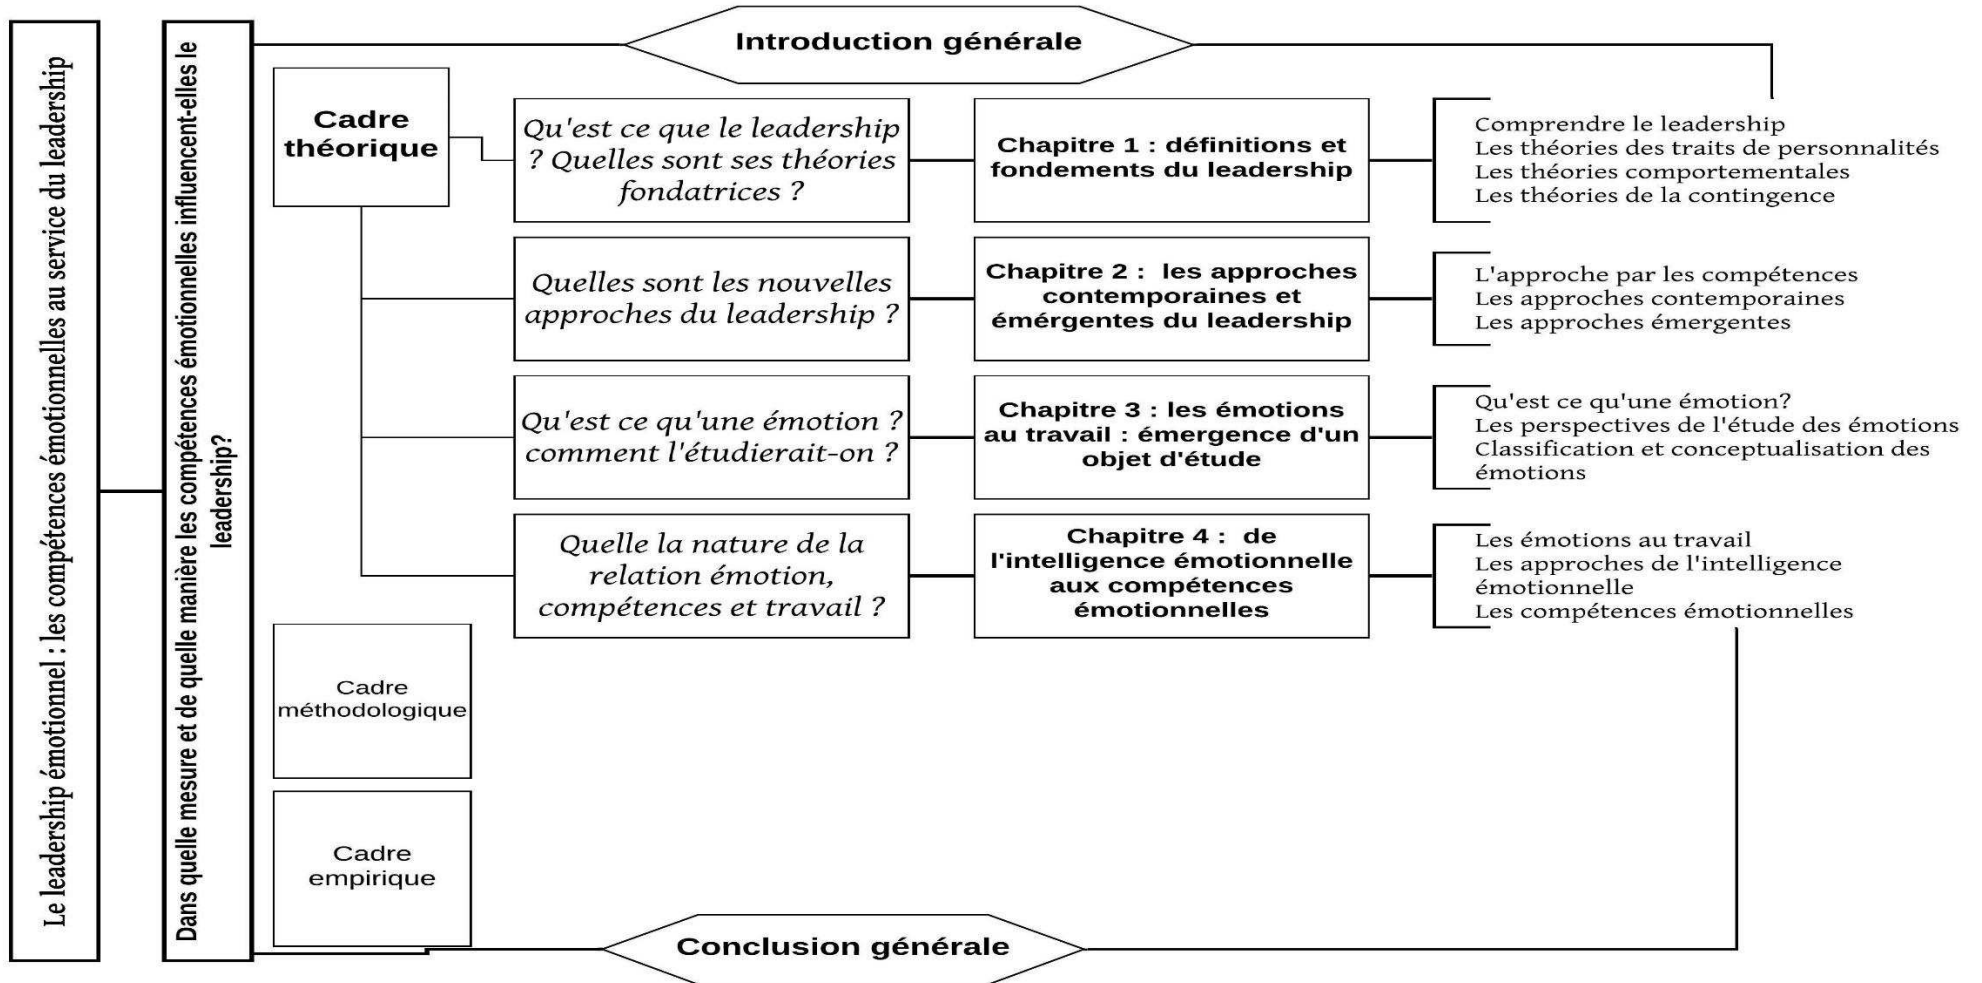 Le leadership émotionnel : les compétences émotionnelles au service du leadership
Dans quelle mesure et de quelle manière les compétences émotionnelles influencent-elles le
leadership?
Introduction générale
Cadre
théorique
Qu'est ce que le leadership
? Quelles sont ses théories
fondatrices ?
Chapitre 1 : définitions et
fondements du leadership
Comprendre le leadership
Les théories des traits de personnalités
Les théories comportementales
Les théories de la contingence
Quelles sont les nouvelles
approches du leadership ?
Chapitre 2 :  les approches
contemporaines et
émérgentes du leadership
L'approche par les compétences
Les approches contemporaines
Les approches émergentes
Qu'est ce qu'une émotion ?
comment l'étudierait-on ?
Chapitre 3 : les émotions
au travail : émergence d'un
objet d'étude
Qu'est ce qu'une émotion?
Les perspectives de l'étude des émotions
Classification et conceptualisation des
émotions
Quelle la nature de la
relation émotion,
compétences et travail ?
Chapitre 4 :  de
l'intelligence émotionnelle
aux compétences
émotionnelles
Les émotions au travail
Les approches de l'intelligence
émotionnelle
Les compétences émotionnelles
Cadre
méthodologique
Cadre
empirique
Conclusion générale